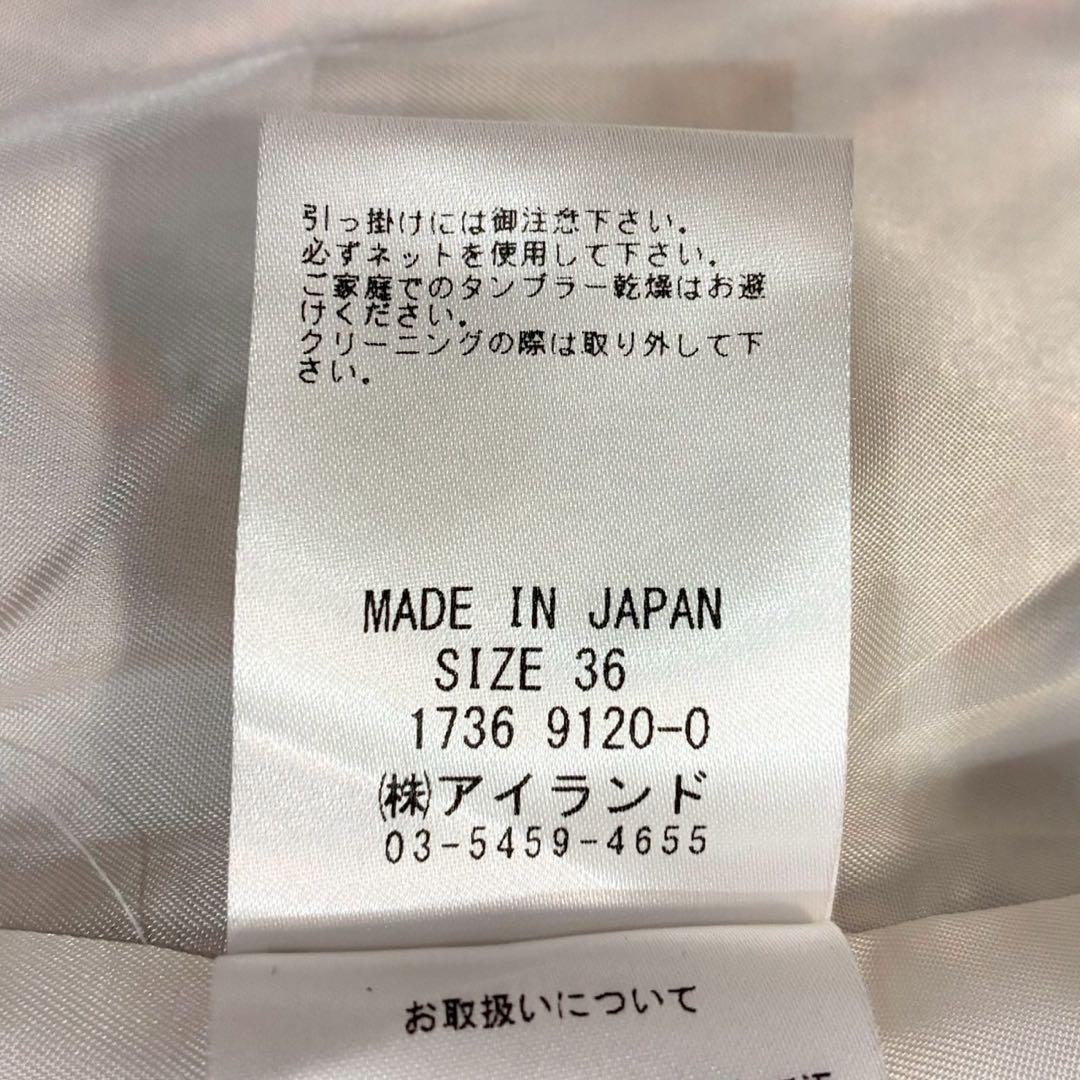 引っ掛けには御注意下さい。
必ずネットを使用して下さい。
ご家庭でのタンブラー乾燥はお避
けください。
クリーニングの際は取り外して下
さい。
MADE IN JAPAN
SIZE 36
1736 9120-0
㈱アイランド
03-5459-4655
お取扱いについて